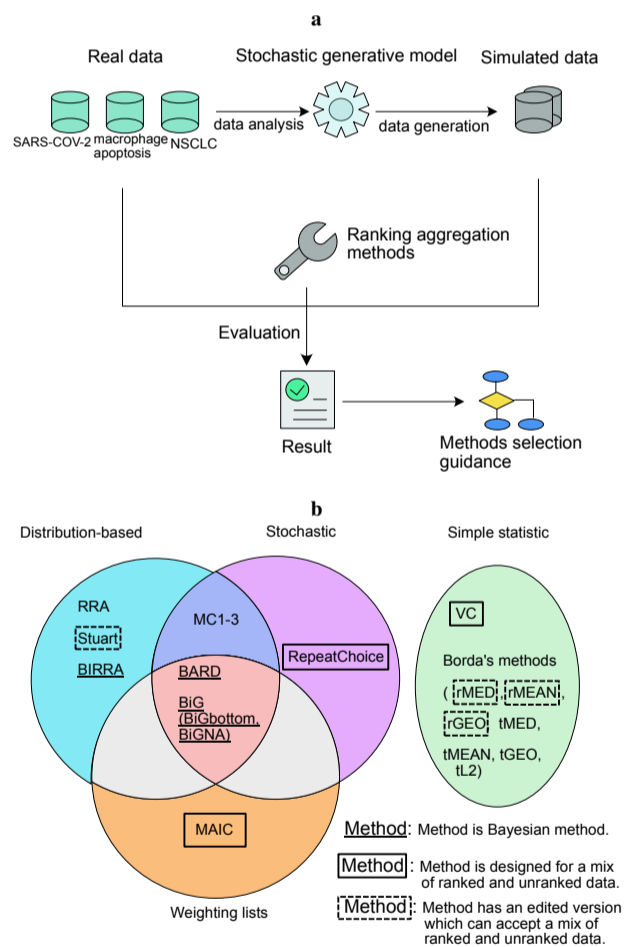 a
Real data
Stochastic generative model
Simulated data
SARS-COV-2
macrophage
apoptosis
NSCLC
data analysis
data generation
Ranking aggregation
methods
Evaluation
Result
Methods selection
guidance
b
Distribution-based
Stochastic
Simple statistic
RRA
Stuart
BIRRA
MC1-3
RepeatChoice
BARD
BiG
(BiGbottom,
BiGNA)
MAIC
Weighting lists
VC
Borda's methods
( rMED , rMEAN ,
rGEO tMED,
tMEAN, tGEO,
tL2)
Method: Method is Bayesian method.
Method : Method is designed for a mix
of ranked and unranked data.
Method : Method has an edited version
which can accept a mix of
ranked and unranked data.